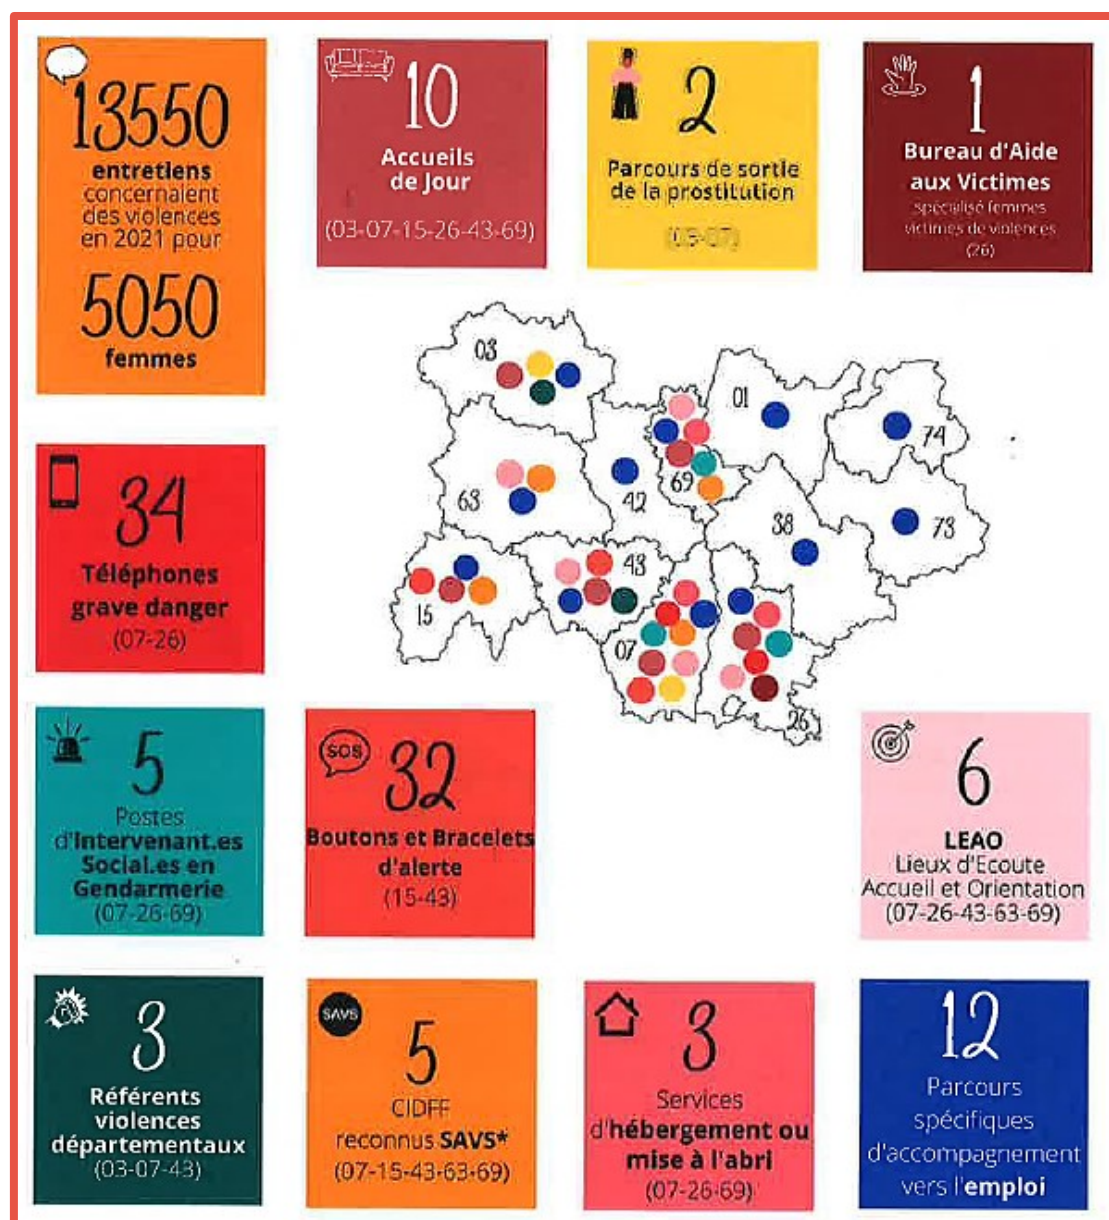 13550
entretiens
concernaient
des violences
en 2021 pour
5050
femmes
10
Accueils
de Jour
(03-07-15-26-43-69)
2
Parcours de sortie
de la prostitution
1
Bureau d'Aide
aux Victimes
spécialisé femmes
victimes de violences
(26)
03
01
74
63
42
69
38
73
15
43
07
26
34
Téléphones
grave danger
(07-26)
5
Postes
d'Intervenant.es
Social.es en
Gendarmerie
(07-26-69)
SOS
32
Boutons et Bracelets
d'alerte
(15-43)
6
LEAO
Lieux d'Ecoute
Accueil et Orientation
(07-26-43-63-69)
3
Référents
violences
départementaux
(03-07-43)
SAVS
5
CIDFF
reconnus SAVS*
(07-15-43-63-69)
3
Services
d'hébergement ou
mise à l'abri
(07-26-69)
12
Parcours
spécifiques
d'accompagnement
vers l'emploi